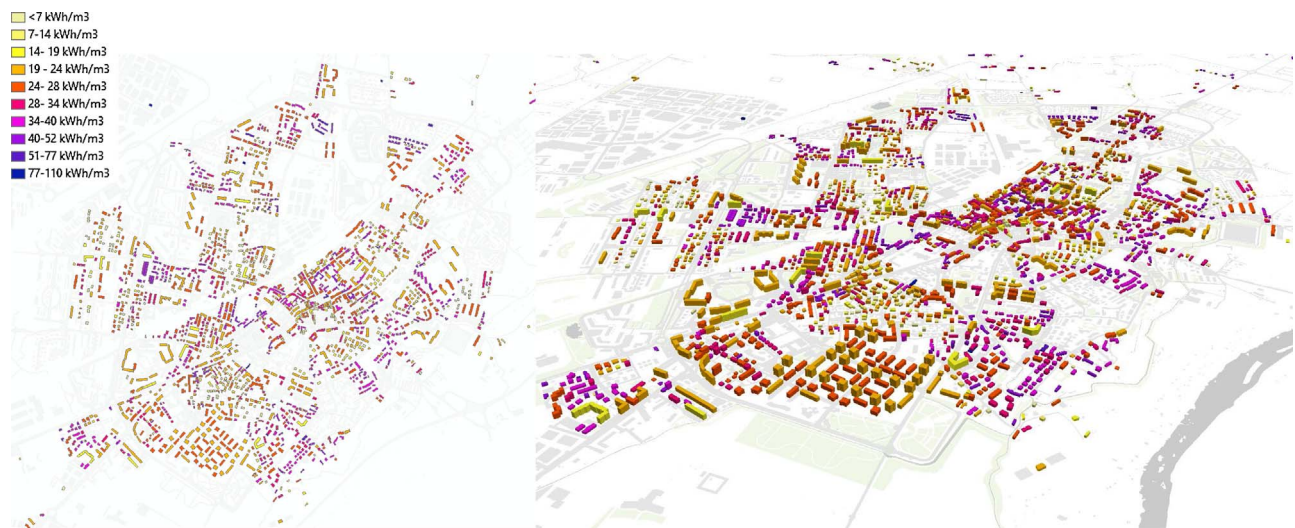 <7 kWh/m3
7-14 kWh/m3
14- 19 kWh/m3
19 - 24 kWh/m3
24- 28 kWh/m3
28- 34 kWh/m3
34-40 kWh/m3
40-52 kWh/m3
51-77 kWh/m3
77-110 kWh/m3